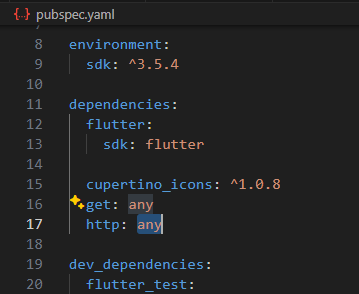 pubspec.yaml
8 environment:
9 sdk: ^3.5.4
10
11 dependencies:
12 flutter:
13 sdk: flutter
14
15 cupertino_icons: ^1.0.8
16 get: any
17 http: any
18
19 dev_dependencies:
20 flutter_test: